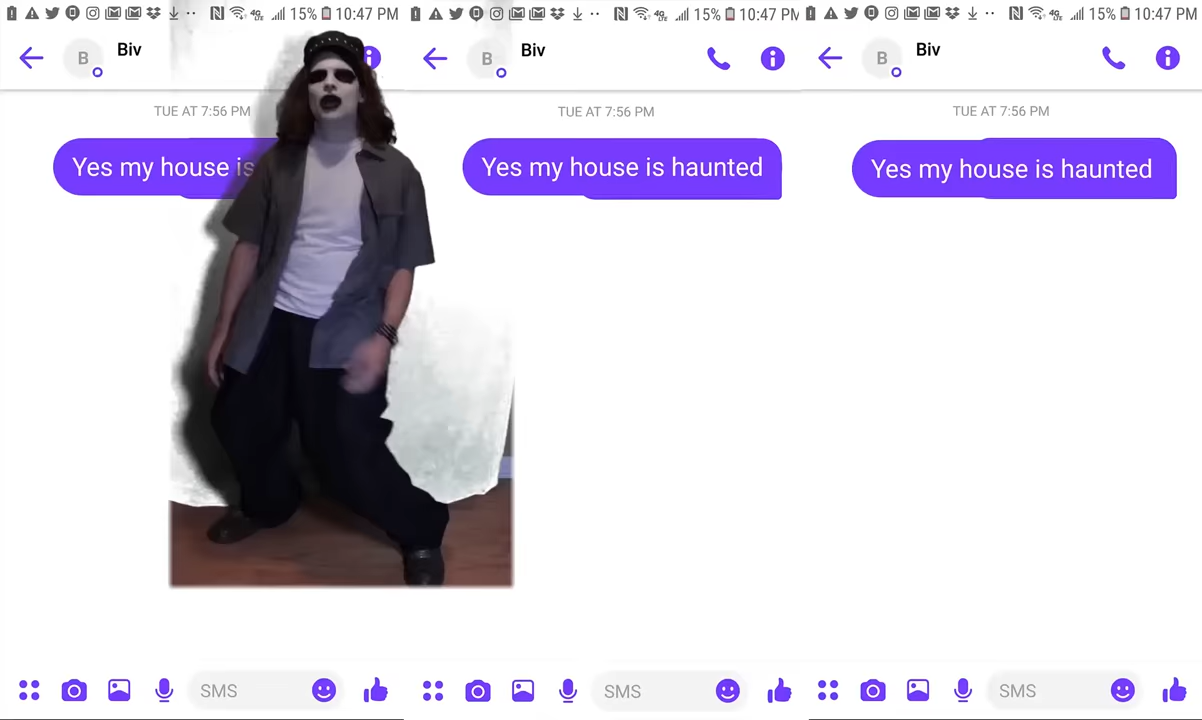 15% 10:47 PM
Biv
TUE AT 7:56 PM
Yes my house is
SMS
15% 10:47 PM
Biv
TUE AT 7:56 PM
Yes my house is haunted
SMS
15% 10:47 PM
B Biv
TUE AT 7:56 PM
Yes my house is haunted
SMS